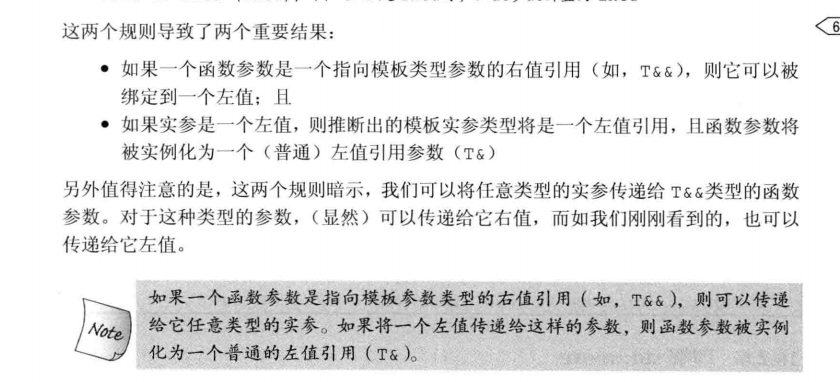 这两个规则导致了两个重要结果：
6
● 如果一个函数参数是一个指向模板类型参数的右值引用（如，T&&），则它可以被
绑定到一个左值；且
● 如果实参是一个左值，则推断出的模板实参类型将是一个左值引用，且函数参数将
被实例化为一个（普通）左值引用参数（T&）
另外值得注意的是，这两个规则暗示，我们可以将任意类型的实参传递给 T&&类型的函数
参数。对于这种类型的参数，（显然）可以传递给它右值，而如我们刚刚看到的，也可以
传递给它左值。
Note
如果一个函数参数是指向模板参数类型的右值引用（如，T&&），则可以传递
给它任意类型的实参。如果将一个左值传递给这样的参数，则函数参数被实例
化为一个普通的左值引用（T&）。